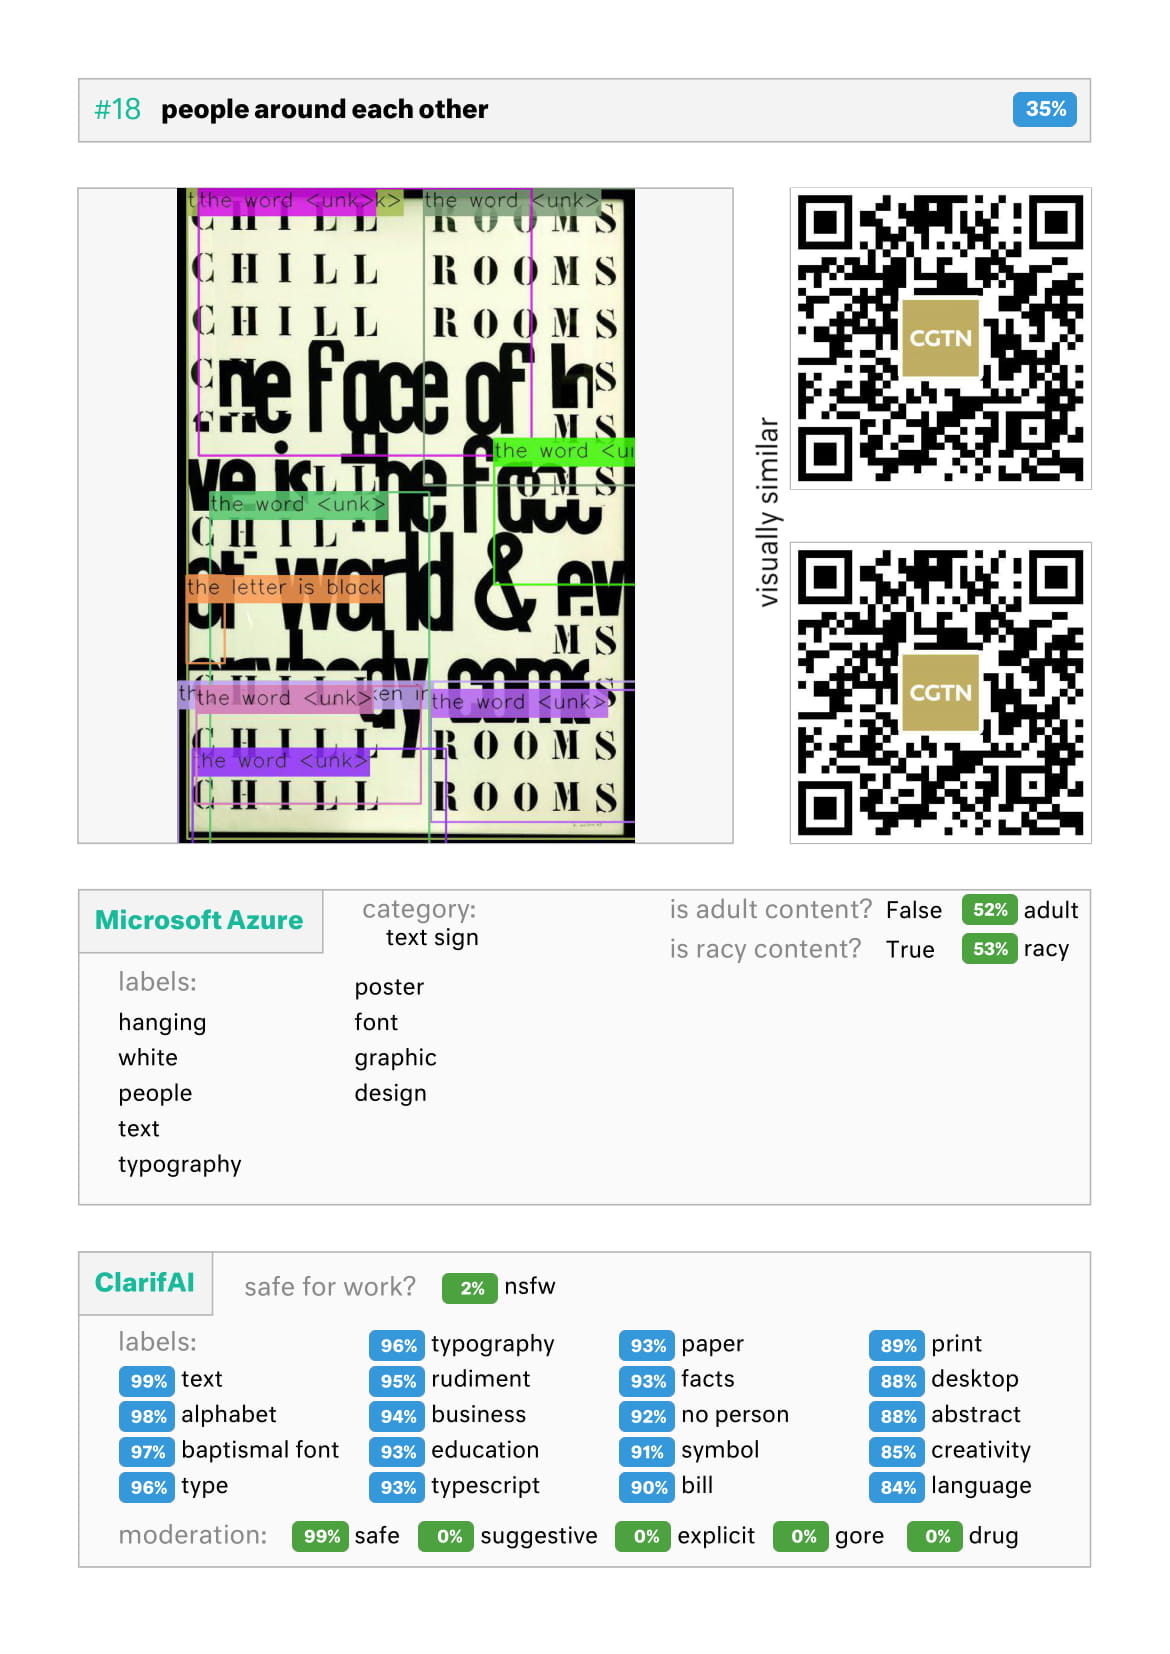 #18 people around each other 35%
t the word <unk> k> the word <unk>
CHILL ROOMS
CHILL ROOMS
CHILL ROOMS
C S
he face of h
M S
the word <un
ve is the face
OMS
the word <unk>
CHIL
of world & ev
the letter is black
M S
erybody come
th the word <unk> ken in the word <unk>
S
CHILL ROOMS
the word <unk>
CHILL ROOMS
visually similar
CGTN
CGTN
Microsoft Azure
category:
text sign
is adult content? False 52% adult
is racy content? True 53% racy
labels:
hanging
white
people
text
typography
poster
font
graphic
design
ClarifAI
safe for work? 2% nsfw
labels:
99% text
98% alphabet
97% baptismal font
96% type
96% typography
95% rudiment
94% business
93% education
93% typescript
93% paper
93% facts
92% no person
91% symbol
90% bill
89% print
88% desktop
88% abstract
85% creativity
84% language
moderation: 99% safe 0% suggestive 0% explicit 0% gore 0% drug